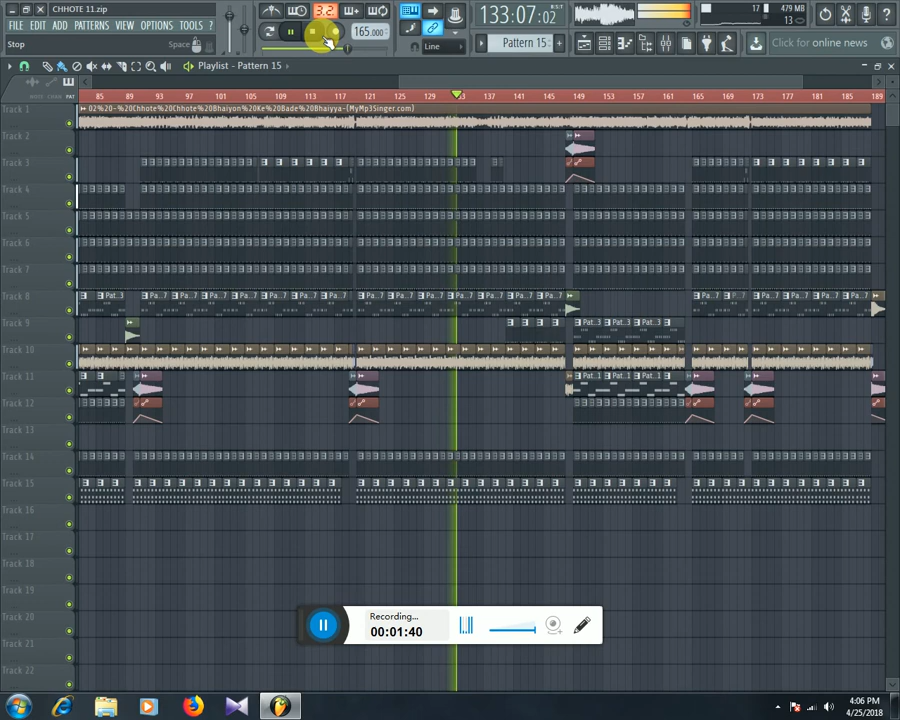 CHHOTE 11.zip
FILE EDIT ADD PATTERNS VIEW OPTIONS TOOLS ?
Stop
Space
3.2.
165.000
133:07:02
17
479 MB
13
Line
Pattern 15
Click for online news
Playlist - Pattern 15
PAT
85 89 93 97 101 105 109 113 117 121 125 129 133 137 141 145 149 153 157 161 165 169 173 177 181 185 189
Track 1
02%20-%20Chhote%20Chhote%20Bhaiyon%20Ke%20Bade%20Bhaiyya-(MyMp3Singer.com)
Track 2
Track 3
Track 4
Track 5
Track 6
Track 7
Track 8
Track 9
Track 10
Track 11
Track 12
Track 13
Track 14
Track 15
Track 16
Track 17
Track 18
Track 19
Track 20
Track 21
Track 22
Recording...
00:01:40
4:06 PM
4/25/2018